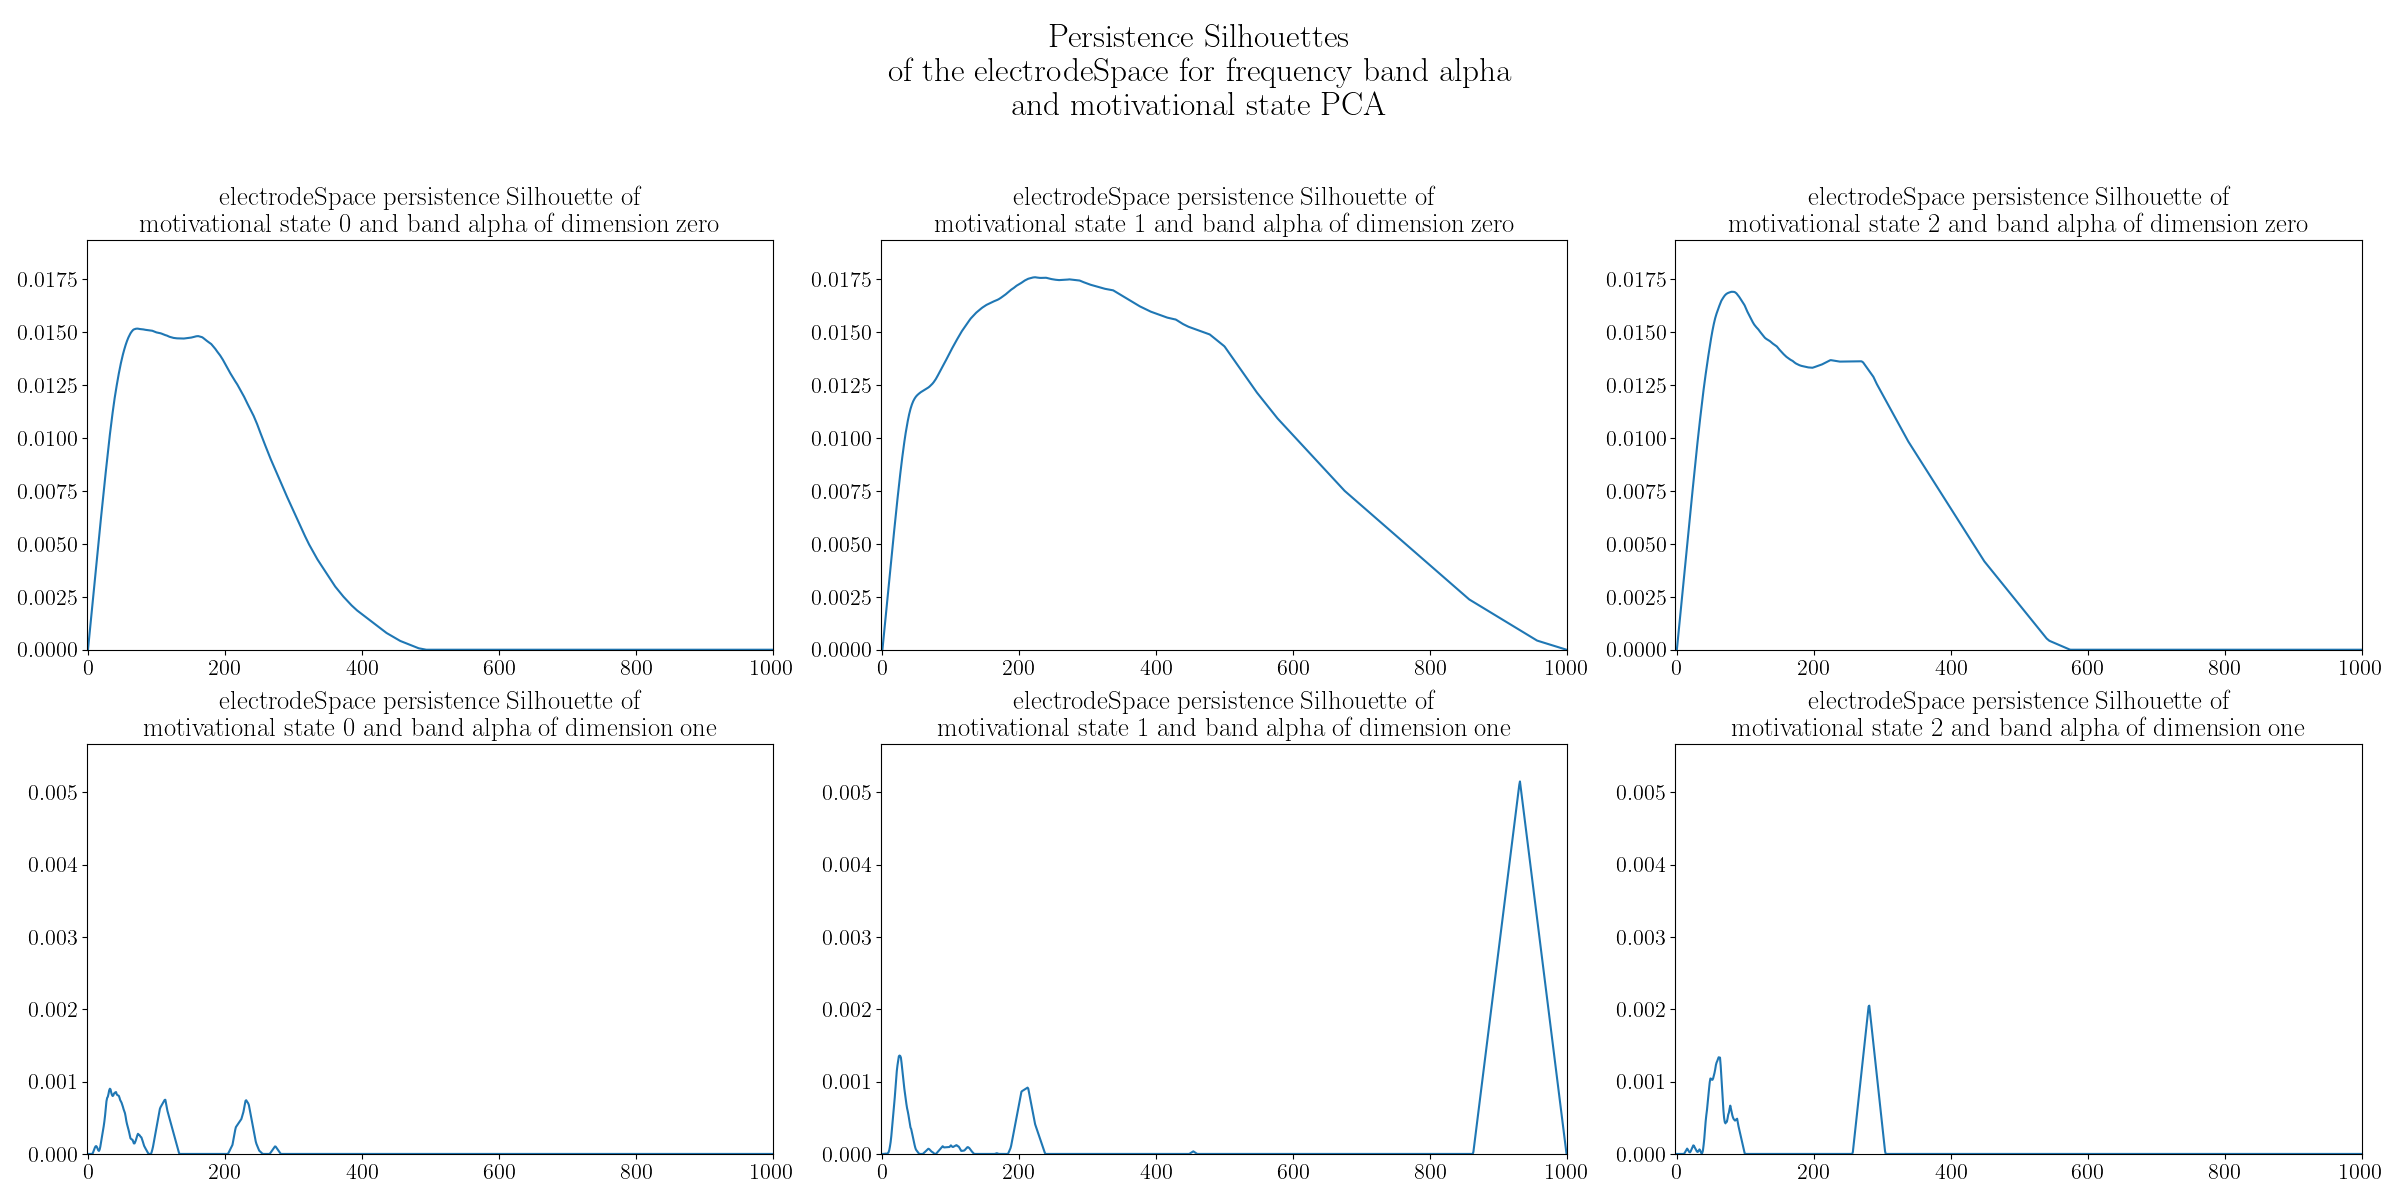 Persistence Silhouettes
of the electrodeSpace for frequency band alpha
and motivational state PCA
electrodeSpace persistence Silhouette of
motivational state 0 and band alpha of dimension zero
0.0175
0.0150
0.0125
0.0100
0.0075
0.0050
0.0025
0.0000
0 200 400 600 800 1000
electrodeSpace persistence Silhouette of
motivational state 1 and band alpha of dimension zero
0.0175
0.0150
0.0125
0.0100
0.0075
0.0050
0.0025
0.0000
0 200 400 600 800 1000
electrodeSpace persistence Silhouette of
motivational state 2 and band alpha of dimension zero
0.0175
0.0150
0.0125
0.0100
0.0075
0.0050
0.0025
0.0000
0 200 400 600 800 1000
electrodeSpace persistence Silhouette of
motivational state 0 and band alpha of dimension one
0.005
0.004
0.003
0.002
0.001
0.000
0 200 400 600 800 1000
electrodeSpace persistence Silhouette of
motivational state 1 and band alpha of dimension one
0.005
0.004
0.003
0.002
0.001
0.000
0 200 400 600 800 1000
electrodeSpace persistence Silhouette of
motivational state 2 and band alpha of dimension one
0.005
0.004
0.003
0.002
0.001
0.000
0 200 400 600 800 1000